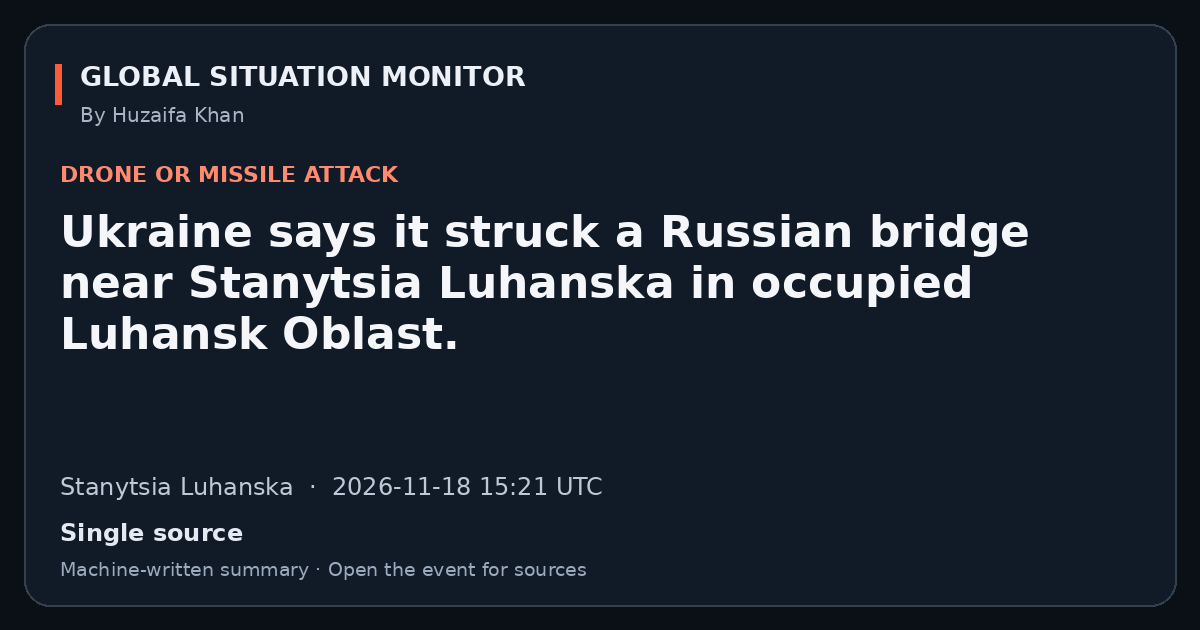 GLOBAL SITUATION MONITOR
By Huzaifa Khan
DRONE OR MISSILE ATTACK
Ukraine says it struck a Russian bridge
near Stanytsia Luhanska in occupied
Luhansk Oblast.
Stanytsia Luhanska · 2026-11-18 15:21 UTC
Single source
Machine-written summary · Open the event for sources